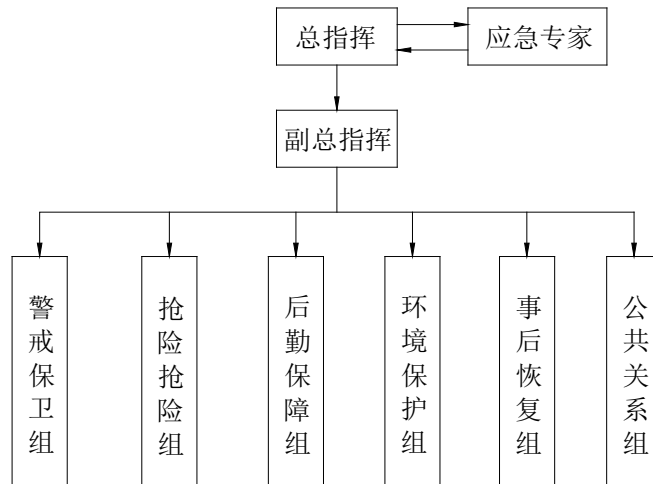 总指挥
应急专家
副总指挥
警戒保卫组
抢险抢险组
后勤保障组
环境保护组
事后恢复组
公共关系组